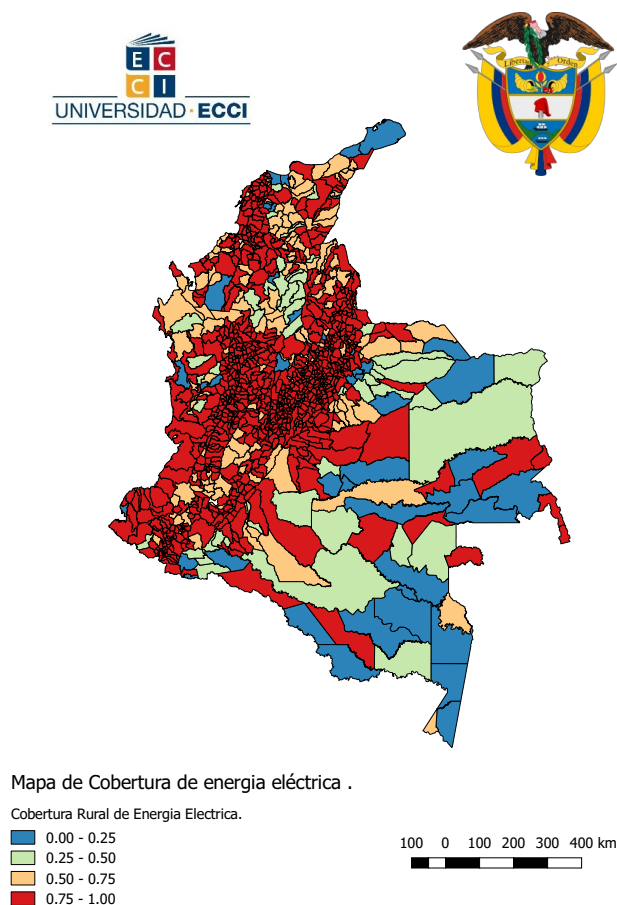 E C
C I
UNIVERSIDAD · ECCI
Libertad y Orden
Mapa de Cobertura de energia eléctrica .
Cobertura Rural de Energia Electrica.
0.00 - 0.25
0.25 - 0.50
0.50 - 0.75
0.75 - 1.00
100 0 100 200 300 400 km